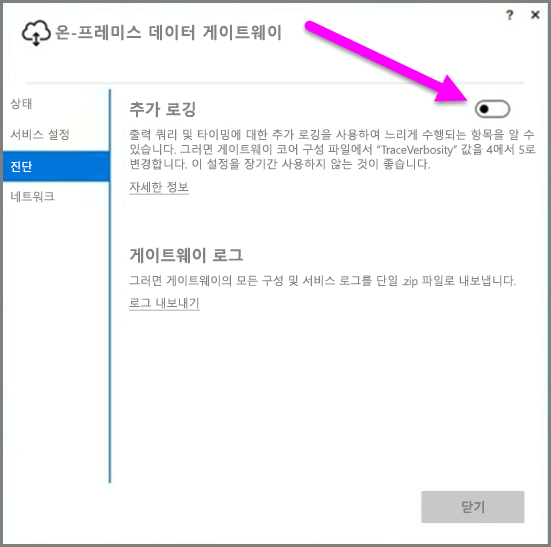 ? ×
온-프레미스 데이터 게이트웨이
상태
서비스 설정
진단
네트워크
추가 로깅
출력 쿼리 및 타이밍에 대한 추가 로깅을 사용하여 느리게 수행되는 항목을 알 수
있습니다. 그러면 게이트웨이 코어 구성 파일에서 "TraceVerbosity" 값을 4에서 5로
변경합니다. 이 설정을 장기간 사용하지 않는 것이 좋습니다.
자세한 정보
게이트웨이 로그
그러면 게이트웨이의 모든 구성 및 서비스 로그를 단일 .zip 파일로 내보냅니다.
로그 내보내기
닫기